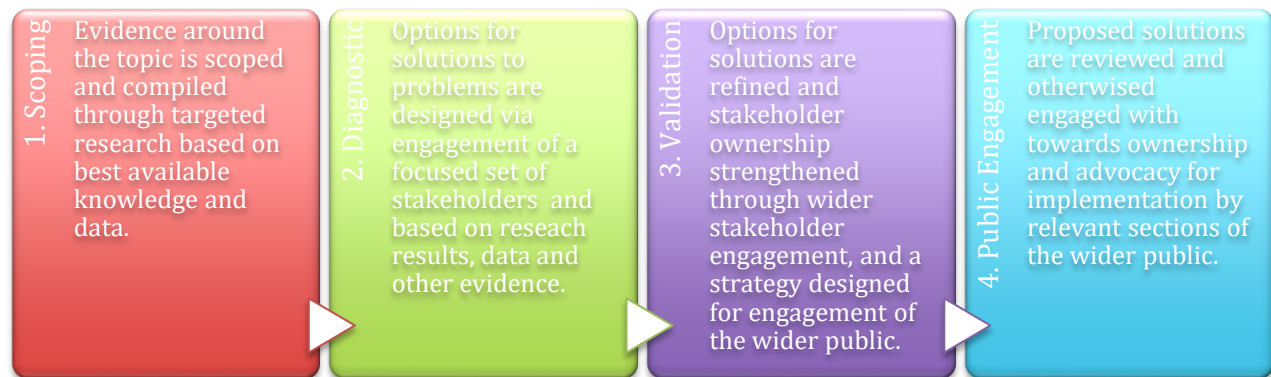 1. Scoping
Evidence around
the topic is scoped
and compiled
through targeted
research based on
best available
knowledge and
data.
2. Diagnostic
Options for
solutions to
problems are
designed via
engagement of a
focused set of
stakeholders and
based on reseach
results, data and
other evidence.
3. Validation
Options for
solutions are
refined and
stakeholder
ownership
strengthened
through wider
stakeholder
engagement, and a
strategy designed
for engagement of
the wider public.
4. Public Engagement
Proposed solutions
are reviewed and
otherwised
engaged with
towards ownership
and advocacy for
implementation by
relevant sections of
the wider public.